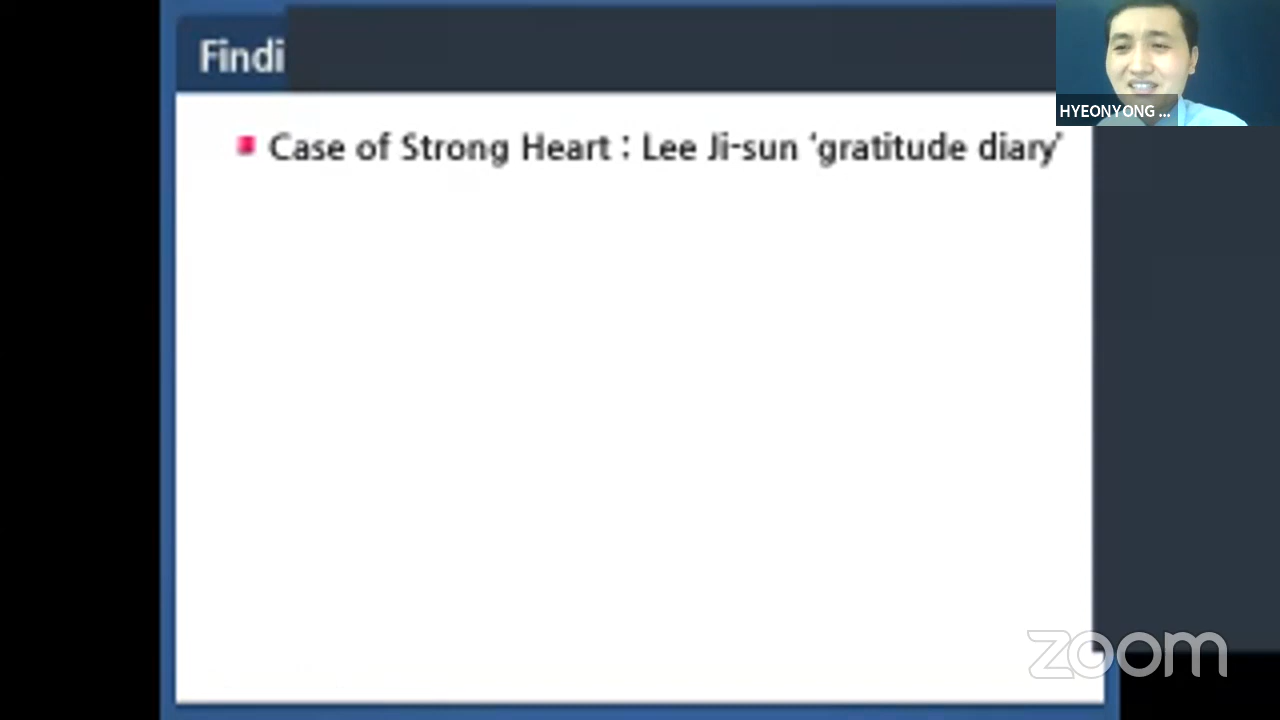 Findi
HYEONYONG ...
Case of Strong Heart : Lee Ji-sun ‘gratitude diary’
zoom